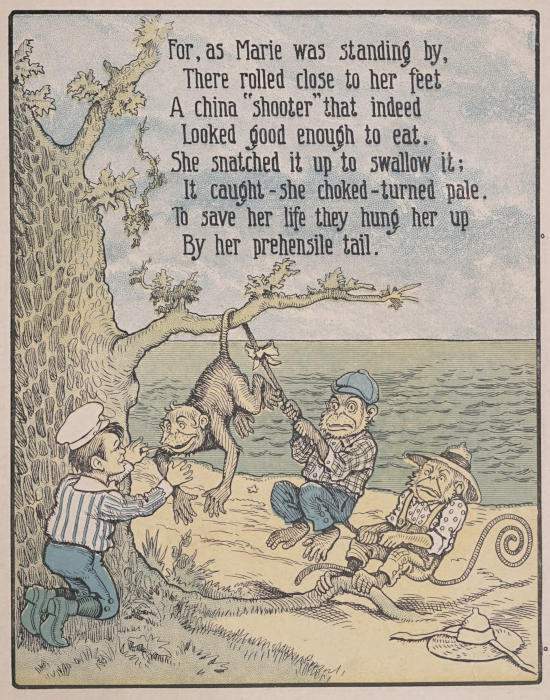 For, as Marie was standing by,
There rolled close to her feet
A china "shooter" that indeed
Looked good enough to eat.
She snatched it up to swallow it;
It caught-she choked-turned pale.
To save her life they hung her up
By her prehensile tail.